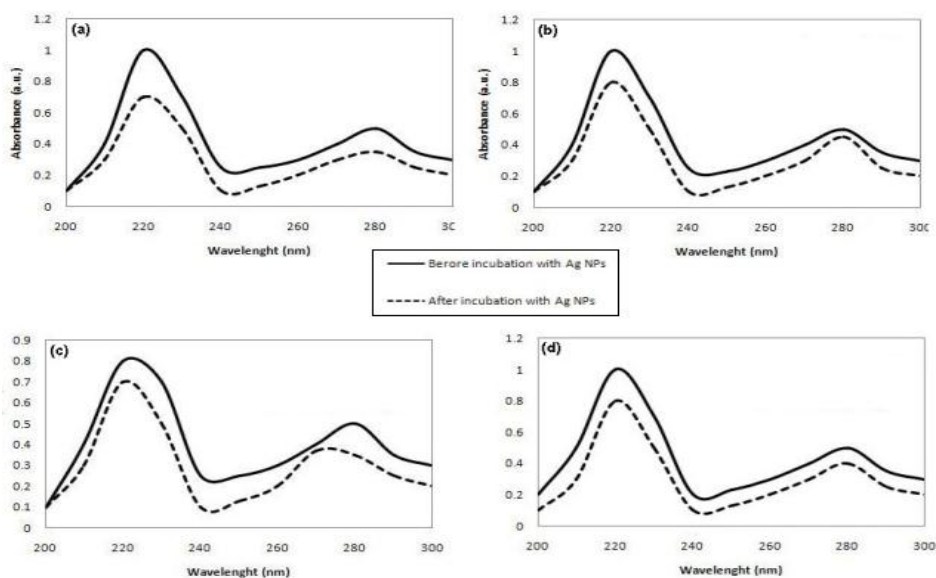 (a)
1.2
1
0.8
0.6
0.4
0.2
0
Absorbance (a.u.)
200 220 240 260 280 30
Wavelenght (nm)
(b)
1.2
1
0.8
0.6
0.4
0.2
0
Absorbance (a.u.)
200 220 240 260 280 300
Wavelenght (nm)
Berore incubation with Ag NPs
After incubation with Ag NPs
(c)
0.9
0.8
0.7
0.6
0.5
0.4
0.3
0.2
0.1
0
200 220 240 260 280 300
Wavelenght (nm)
(d)
1.2
1
0.8
0.6
0.4
0.2
0
200 220 240 260 280 300
Wavelenght (nm)